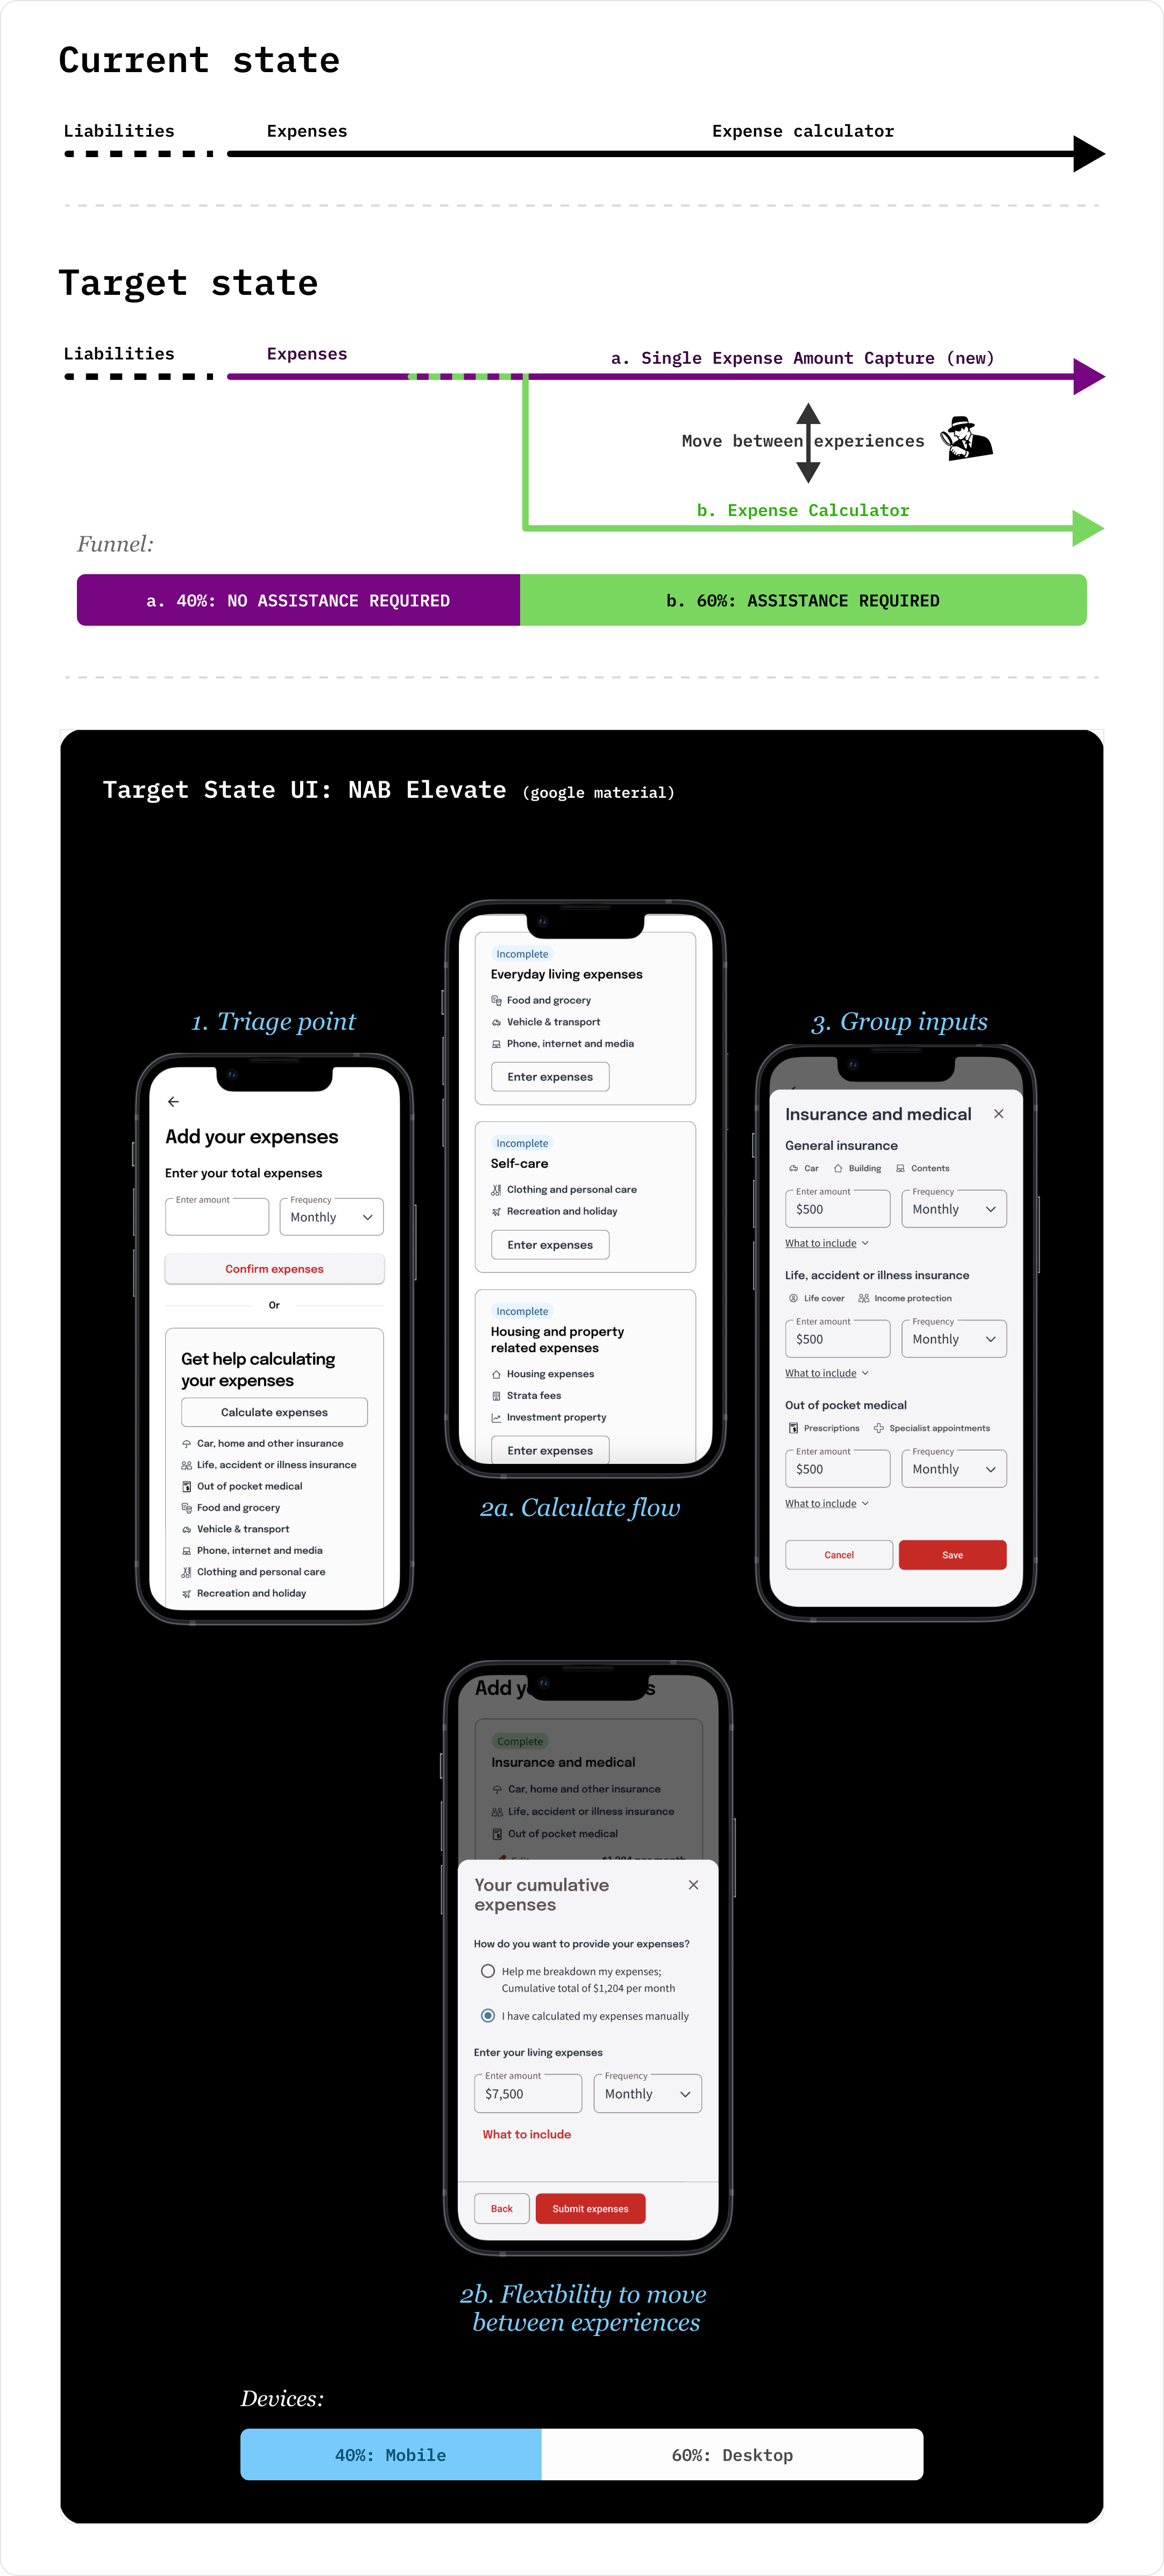 Current state
Liabilities
Expenses
Expense calculator
Target state
Liabilities
Expenses
a. Single Expense Amount Capture (new)
Move between experiences
b. Expense Calculator
Funnel:
a. 40%: NO ASSISTANCE REQUIRED
b. 60%: ASSISTANCE REQUIRED
Target State UI: NAB Elevate (google material)
1. Triage point
Add your expenses
Enter your total expenses
Enter amount
Frequency
Monthly
Confirm expenses
Or
Get help calculating
your expenses
Calculate expenses
Car, home and other insurance
Life, accident or illness insurance
Out of pocket medical
Food and grocery
Vehicle & transport
Phone, internet and media
Clothing and personal care
Recreation and holiday
Incomplete
Everyday living expenses
Food and grocery
Vehicle & transport
Phone, internet and media
Enter expenses
Incomplete
Self-care
Clothing and personal care
Recreation and holiday
Enter expenses
Incomplete
Housing and property
related expenses
Housing expenses
Strata fees
Investment property
Enter expenses
2a. Calculate flow
3. Group inputs
Insurance and medical
General insurance
Car Building Contents
Enter amount
$500
Frequency
Monthly
What to include
Life, accident or illness insurance
Life cover Income protection
Enter amount
$500
Frequency
Monthly
What to include
Out of pocket medical
Prescriptions Specialist appointments
Enter amount
$500
Frequency
Monthly
What to include
Cancel
Save
Complete
Insurance and medical
Car, home and other insurance
Life, accident or illness insurance
Out of pocket medical
Your cumulative
expenses
How do you want to provide your expenses?
Help me breakdown my expenses;
Cumulative total of $1,204 per month
I have calculated my expenses manually
Enter your living expenses
Enter amount
$7,500
Frequency
Monthly
What to include
Back
Submit expenses
2b. Flexibility to move
between experiences
Devices:
40%: Mobile
60%: Desktop